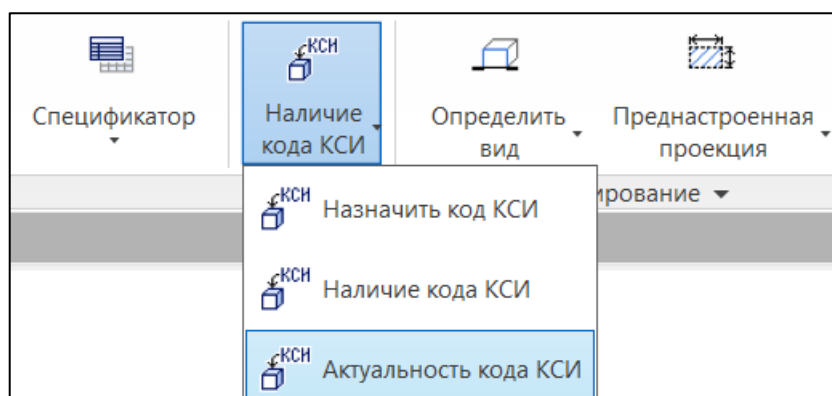 КСИ
Спецификатор
Наличие
кода КСИ
Определить
вид
Преднастроенная
проекция
ирование
КСИ
Назначить код КСИ
КСИ
Наличие кода КСИ
КСИ
Актуальность кода КСИ